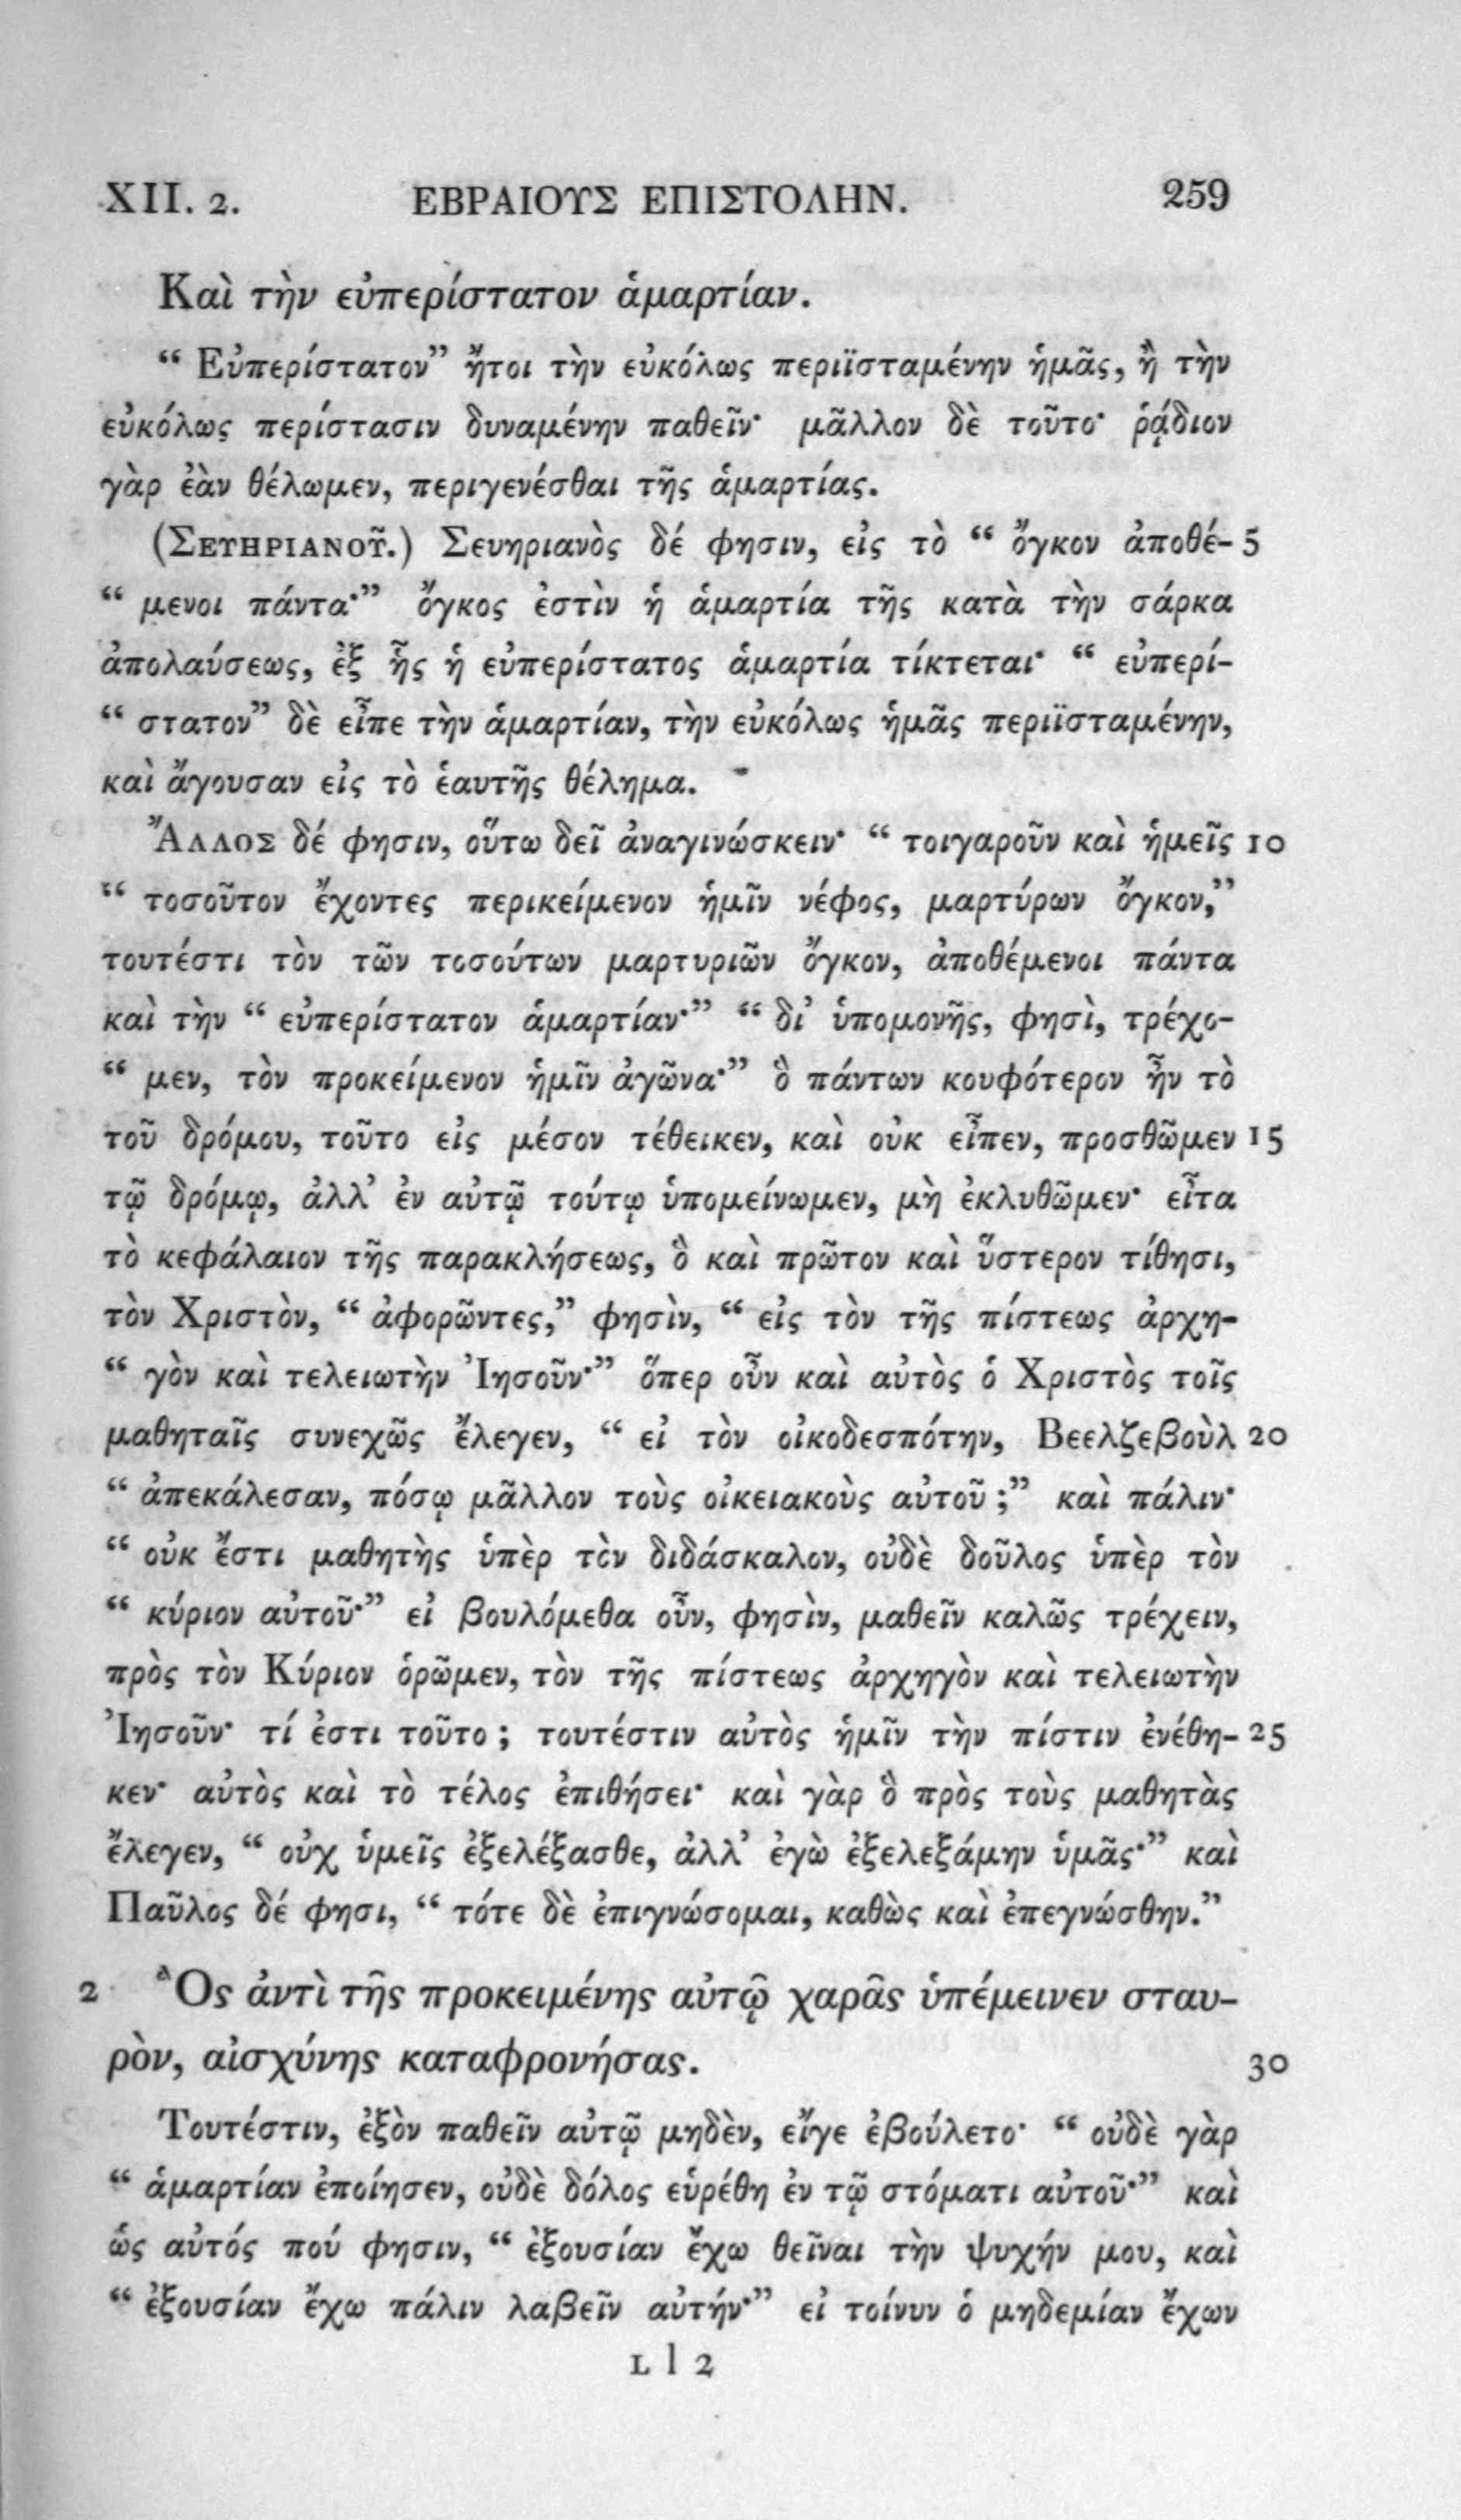 XII. 2. ΕΒΡΑΙΟΥΣ ΕΠΙΣΤΟΛΗΝ. 259
Καὶ τὴν εὐπερίστατον ἁμαρτίαν.
“ Εὐπερίστατον” ἤτοι τὴν εὐκόλως περιϊσταμένην ἡμᾶς, ἢ τὴν
εὐκόλως περίστασιν δυναμένην παθεῖν· μᾶλλον δὲ τοῦτο· ῥᾴδιον
γὰρ ἐὰν θέλωμεν, περιγενέσθαι τῆς ἁμαρτίας.
(ΣΕΥΗΡΙΑΝΟΥ͂.) Σευηριανὸς δέ φησιν, εἰς τὸ “ ὄγκον ἀποθέ- 5
“ μενοι πάντα·” ὄγκος ἐστὶν ἡ ἁμαρτία τῆς κατὰ τὴν σάρκα
ἀπολαύσεως, ἐξ ἧς ἡ εὐπερίστατος ἁμαρτία τίκτεται· “ εὐπερί-
“ στατον” δὲ εἶπε τὴν ἁμαρτίαν, τὴν εὐκόλως ἡμᾶς περιϊσταμένην,
καὶ ἄγουσαν εἰς τὸ ἑαυτῆς θέλημα.
ἌΛΛΟΣ δέ φησιν, οὕτω δεῖ ἀναγινώσκειν· “ τοιγαροῦν καὶ ἡμεῖς 10
“ τοσοῦτον ἔχοντες περικείμενον ἡμῖν νέφος, μαρτύρων ὄγκον,”
τουτέστι τὸν τῶν τοσούτων μαρτυριῶν ὄγκον, ἀποθέμενοι πάντα
καὶ τὴν “ εὐπερίστατον ἁμαρτίαν·” “ δι’ ὑπομονῆς, φησὶ, τρέχο-
“ μεν, τὸν προκείμενον ἡμῖν ἀγῶνα·” ὃ πάντων κουφότερον ἦν τὸ
τοῦ δρόμου, τοῦτο εἰς μέσον τέθεικεν, καὶ οὐκ εἶπεν, προσθῶμεν 15
τῷ δρόμῳ, ἀλλ’ ἐν αὐτῷ τούτῳ ὑπομείνωμεν, μὴ ἐκλυθῶμεν· εἶτα
τὸ κεφάλαιον τῆς παρακλήσεως, ὃ καὶ πρῶτον καὶ ὕστερον τίθησι,
τὸν Χριστὸν, “ ἀφορῶντες,” φησὶν, “ εἰς τὸν τῆς πίστεως ἀρχη-
“ γὸν καὶ τελειωτὴν Ἰησοῦν·” ὅπερ οὖν καὶ αὐτὸς ὁ Χριστὸς τοῖς
μαθηταῖς συνεχῶς ἔλεγεν, “ εἰ τὸν οἰκοδεσπότην, Βεελζεβοὺλ 20
“ ἀπεκάλεσαν, πόσῳ μᾶλλον τοὺς οἰκειακοὺς αὐτοῦ ;” καὶ πάλιν·
“ οὐκ ἔστι μαθητὴς ὑπὲρ τὸν διδάσκαλον, οὐδὲ δοῦλος ὑπὲρ τὸν
“ κύριον αὐτοῦ·” εἰ βουλόμεθα οὖν, φησὶν, μαθεῖν καλῶς τρέχειν,
πρὸς τὸν Κύριον ὁρῶμεν, τὸν τῆς πίστεως ἀρχηγὸν καὶ τελειωτὴν
Ἰησοῦν· τί ἐστι τοῦτο ; τουτέστιν αὐτὸς ἡμῖν τὴν πίστιν ἐνέθη- 25
κεν· αὐτὸς καὶ τὸ τέλος ἐπιθήσει· καὶ γὰρ ὃ πρὸς τοὺς μαθητὰς
ἔλεγεν, “ οὐχ ὑμεῖς ἐξελέξασθε, ἀλλ’ ἐγὼ ἐξελεξάμην ὑμᾶς·” καὶ
Παῦλος δέ φησι, “ τότε δὲ ἐπιγνώσομαι, καθὼς καὶ ἐπεγνώσθην.”
2 Ὃς ἀντὶ τῆς προκειμένης αὐτῷ χαρᾶς ὑπέμεινεν σταυ-
ρὸν, αἰσχύνης καταφρονήσας. 30
Τουτέστιν, ἐξὸν παθεῖν αὐτῷ μηδὲν, εἴγε ἐβούλετο· “ οὐδὲ γὰρ
“ ἁμαρτίαν ἐποίησεν, οὐδὲ δόλος εὑρέθη ἐν τῷ στόματι αὐτοῦ·” καὶ
ὡς αὐτός πού φησιν, “ ἐξουσίαν ἔχω θεῖναι τὴν ψυχήν μου, καὶ
“ ἐξουσίαν ἔχω πάλιν λαβεῖν αὐτήν·” εἰ τοίνυν ὁ μηδεμίαν ἔχων
L l 2